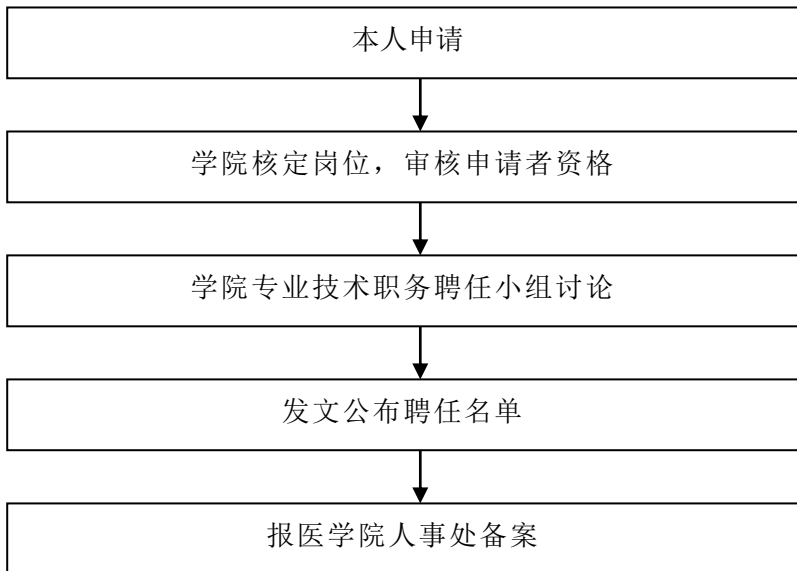 本人申请
学院核定岗位，审核申请者资格
学院专业技术职务聘任小组讨论
发文公布聘任名单
报医学院人事处备案